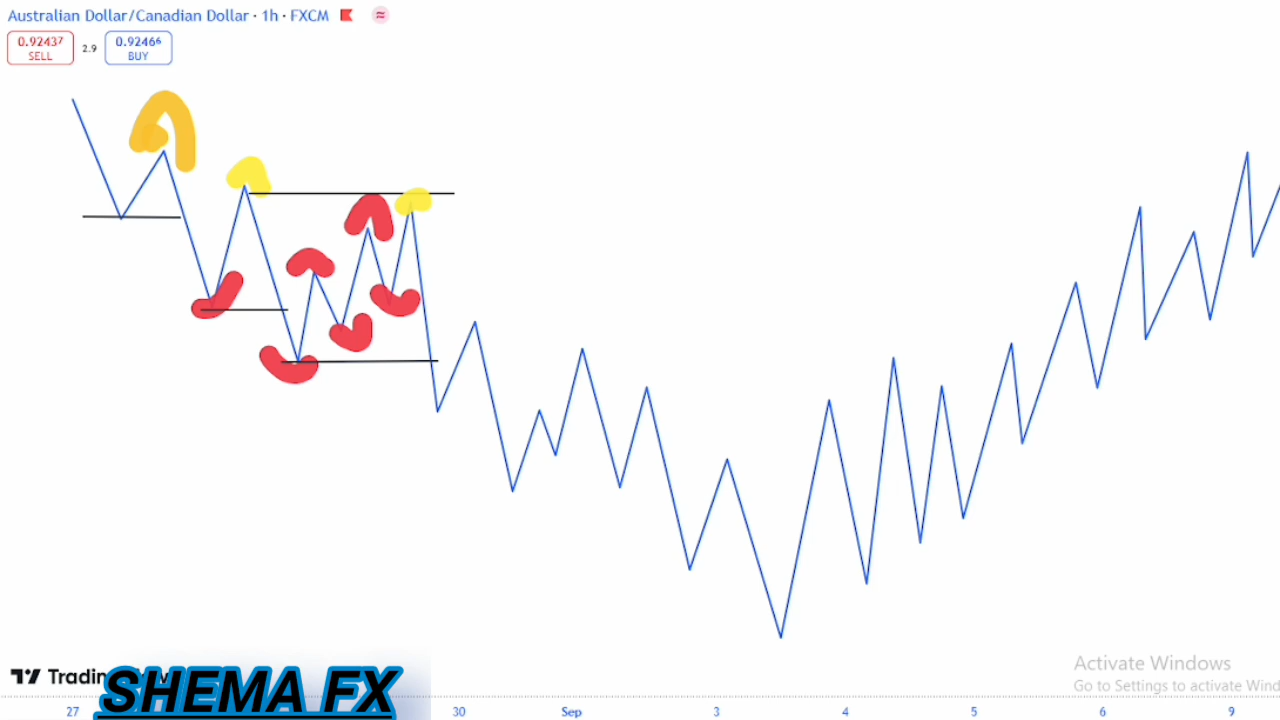 Australian Dollar/Canadian Dollar · 1h · FXCM
0.92437 2.9 0.92466
SELL BUY
Activate Windows
Go to Settings to activate Wind
SHEMA FX
27 30 Sep 3 4 5 6 9